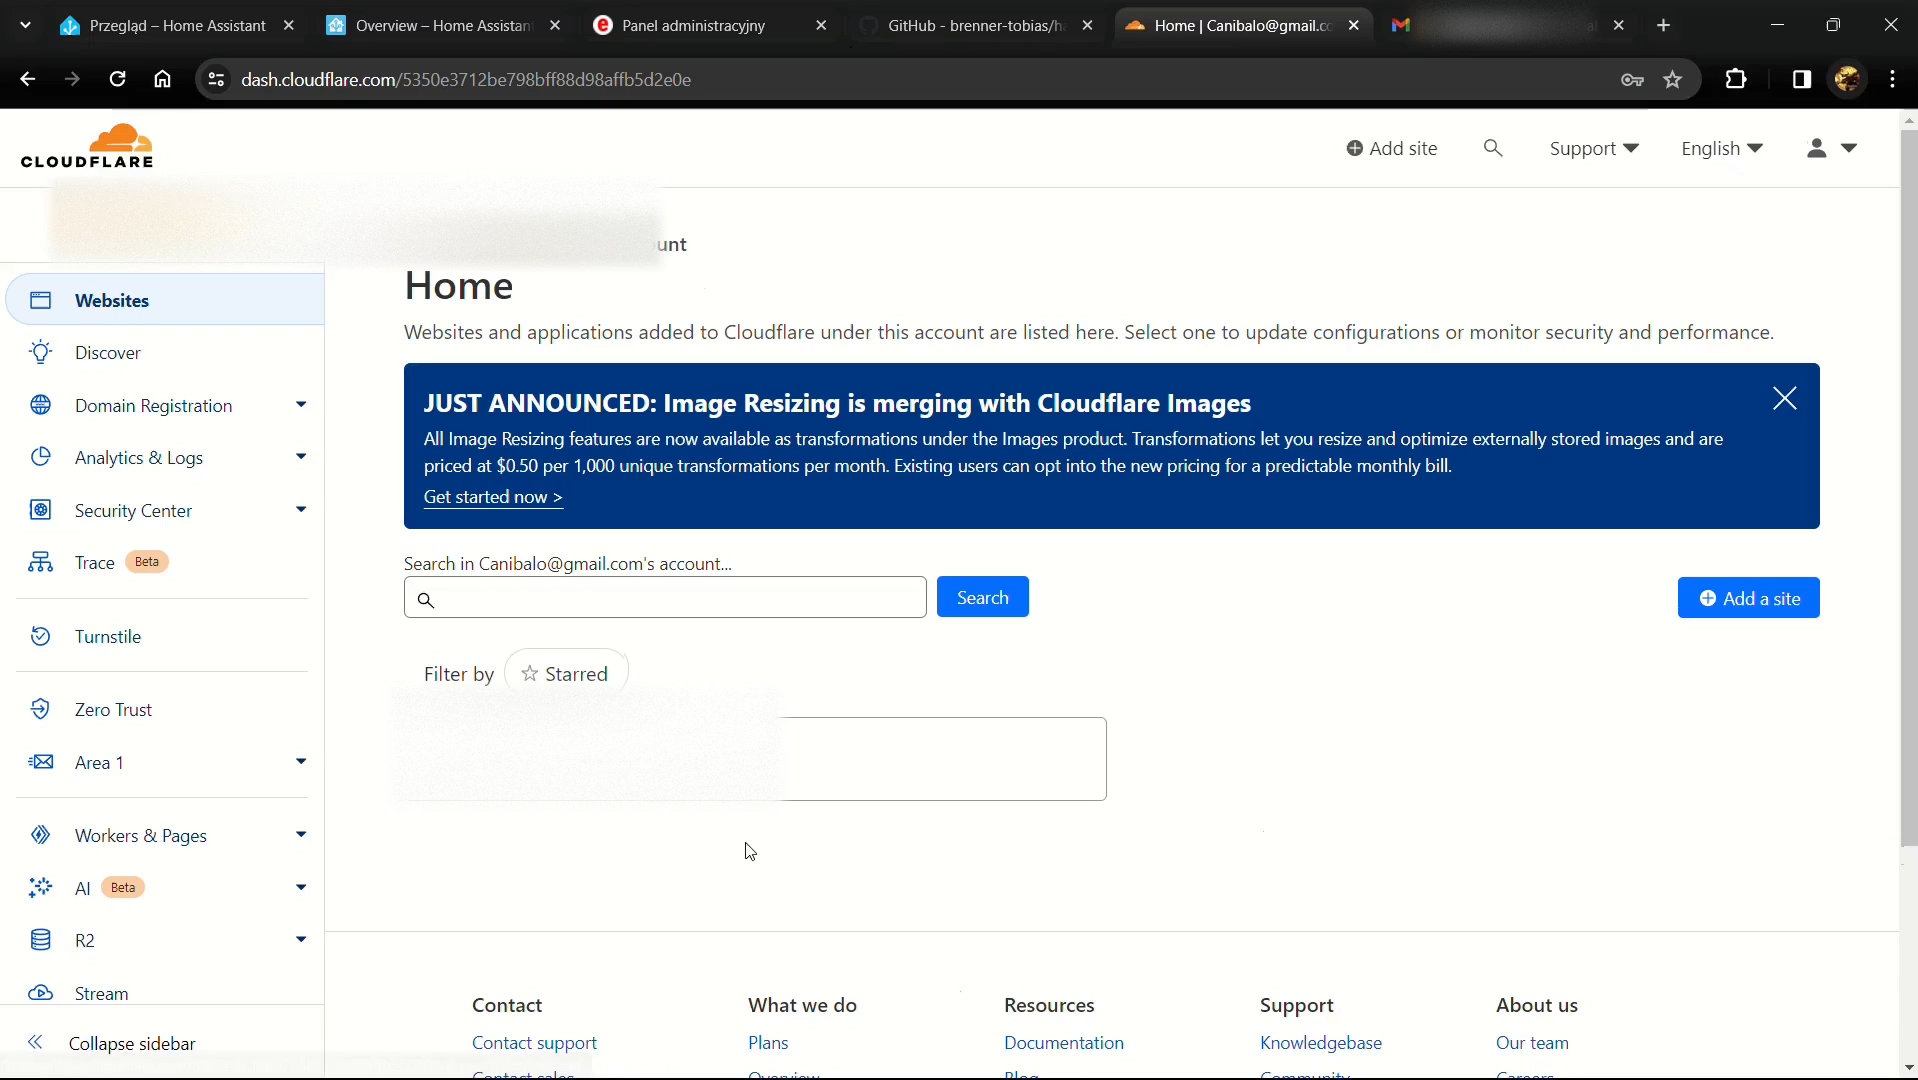 Przegląd – Home Assistant
Overview – Home Assistan
Panel administracyjny
GitHub - brenner-tobias/ha
Home | Canibalo@gmail.co
dash.cloudflare.com/5350e3712be798bff88d98affb5d2e0e
CLOUDFLARE
Add site
Support
English
unt
Home
Websites and applications added to Cloudflare under this account are listed here. Select one to update configurations or monitor security and performance.
JUST ANNOUNCED: Image Resizing is merging with Cloudflare Images
All Image Resizing features are now available as transformations under the Images product. Transformations let you resize and optimize externally stored images and are
priced at $0.50 per 1,000 unique transformations per month. Existing users can opt into the new pricing for a predictable monthly bill.
Get started now >
Search in Canibalo@gmail.com's account...
Search
Add a site
Filter by
Starred
Websites
Discover
Domain Registration
Analytics & Logs
Security Center
Trace Beta
Turnstile
Zero Trust
Area 1
Workers & Pages
AI Beta
R2
Stream
Collapse sidebar
Contact
Contact support
Contact sales
What we do
Plans
Overview
Resources
Documentation
Blog
Support
Knowledgebase
Community
About us
Our team
Careers